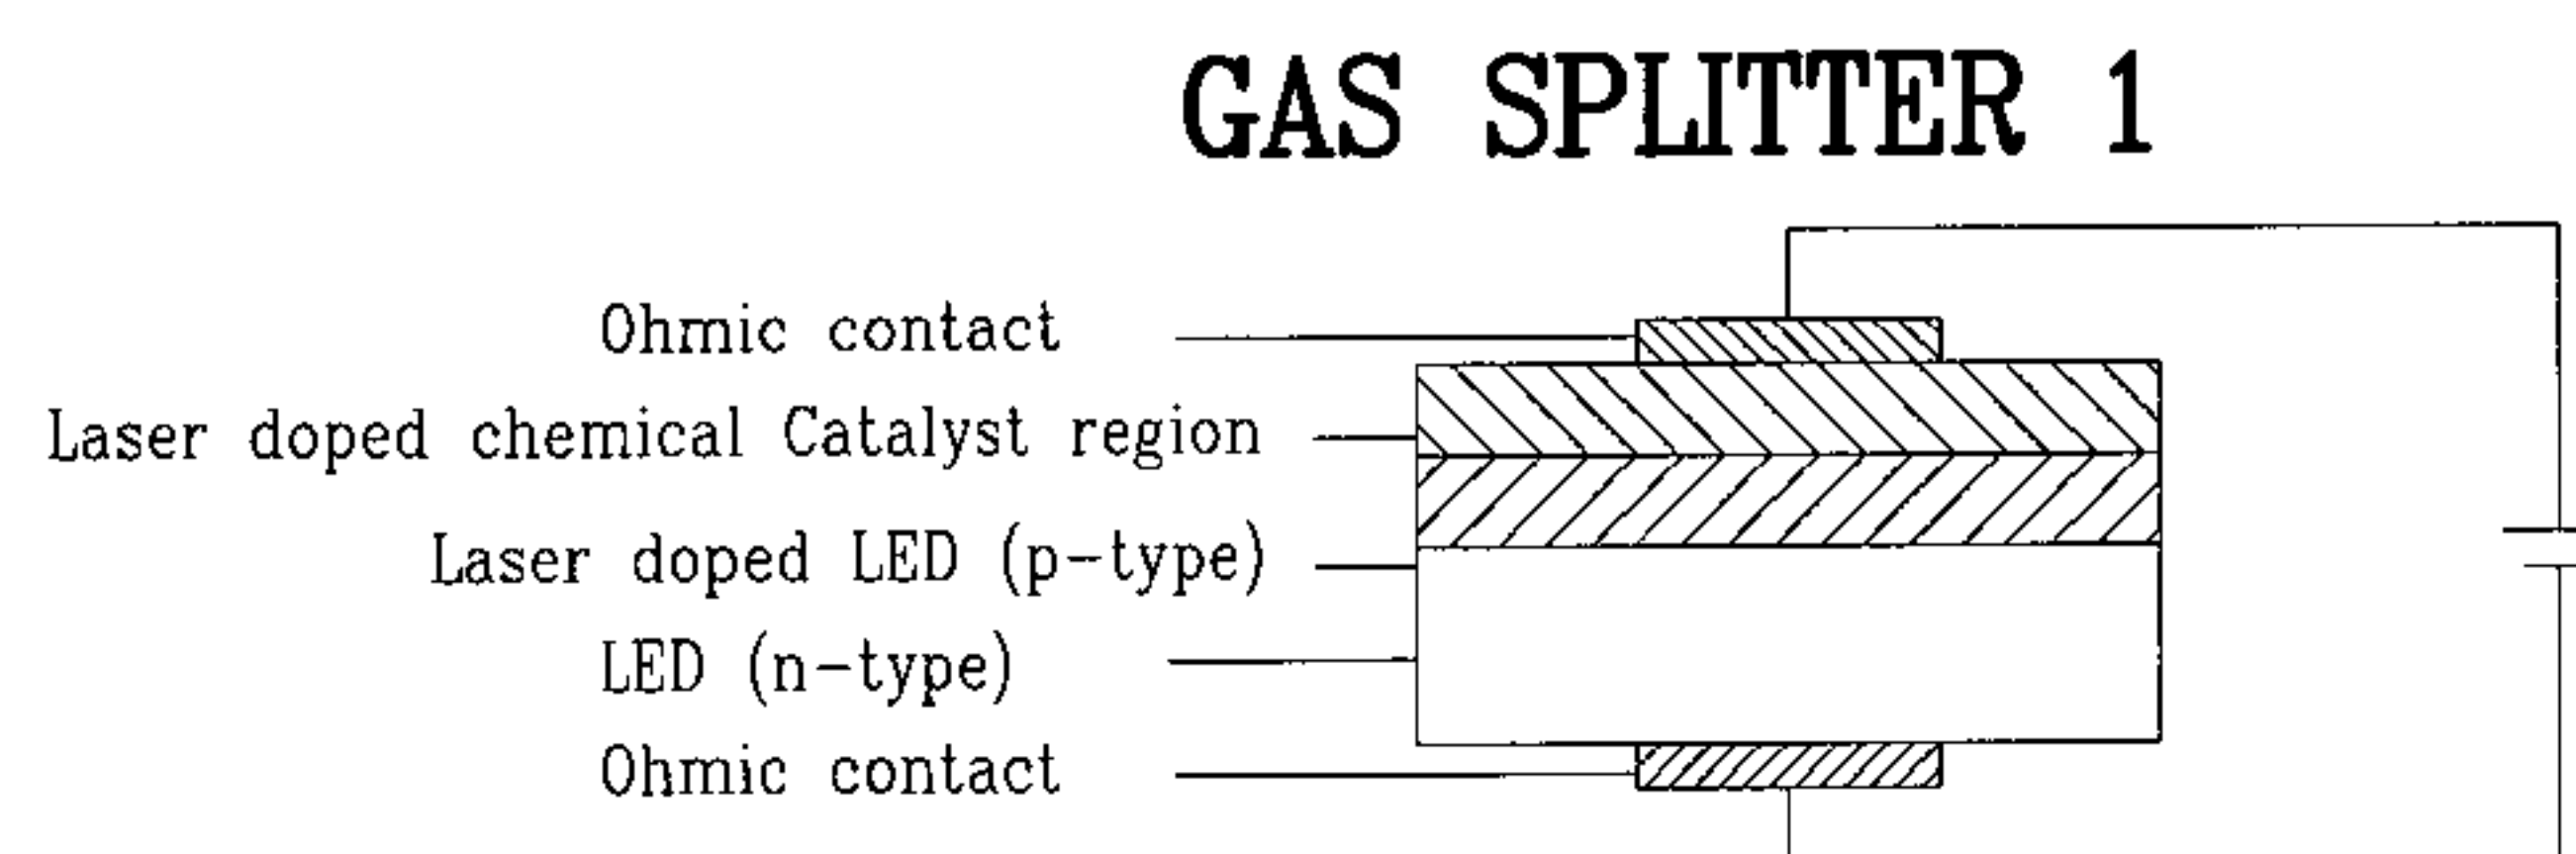 GAS SPLITTER 1
Ohmic contact
Laser doped chemical Catalyst region
Laser doped LED (p-type)
LED (n-type)
Ohmic contact